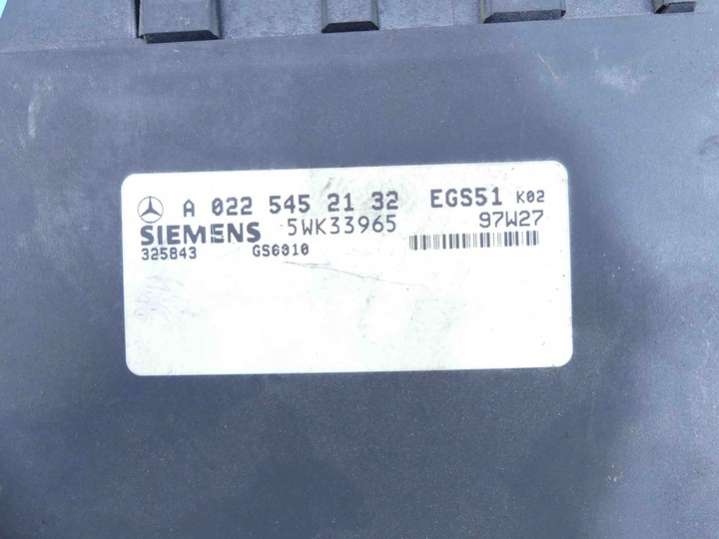 A 022 545 21 32 EGS51 K02
SIEMENS 5WK33965 97W27
325843 GS6010